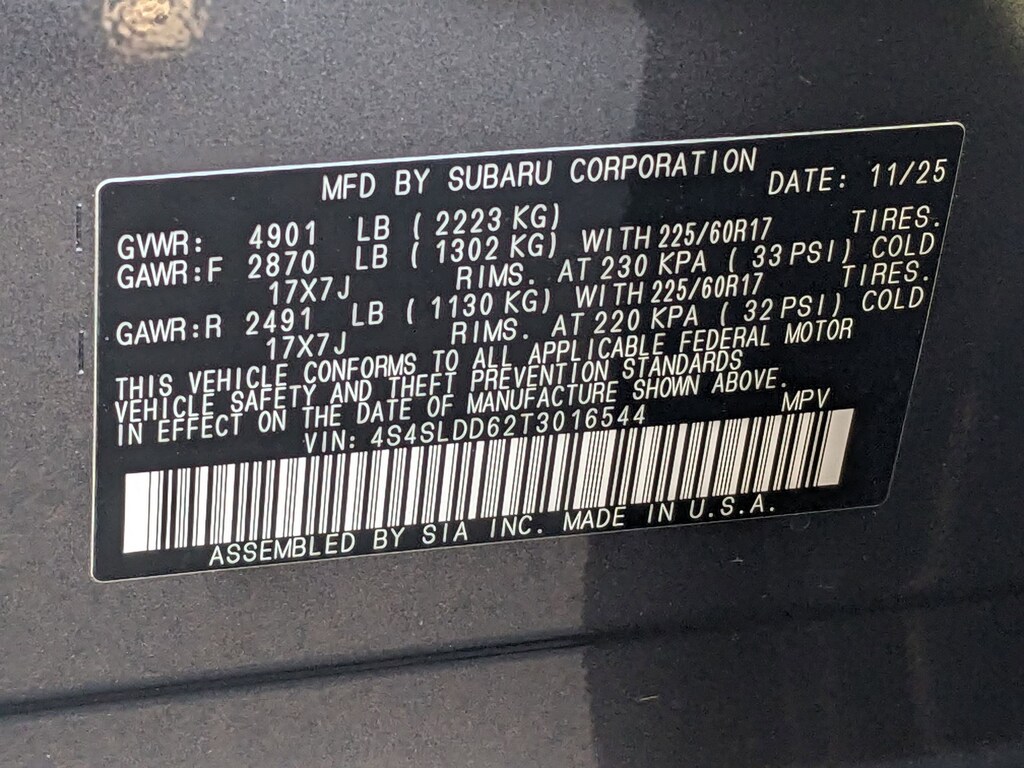 MFD BY SUBARU CORPORATION DATE: 11/25
GVWR: 4901 LB ( 2223 KG)
GAWR:F 2870 LB ( 1302 KG) WITH 225/60R17 TIRES.
17X7J RIMS. AT 230 KPA ( 33 PSI) COLD
GAWR:R 2491 LB ( 1130 KG) WITH 225/60R17 TIRES.
17X7J RIMS. AT 220 KPA ( 32 PSI) COLD
THIS VEHICLE CONFORMS TO ALL APPLICABLE FEDERAL MOTOR
VEHICLE SAFETY AND THEFT PREVENTION STANDARDS
IN EFFECT ON THE DATE OF MANUFACTURE SHOWN ABOVE.
VIN: 4S4SLDD62T3016544 MPV
ASSEMBLED BY SIA INC. MADE IN U.S.A.